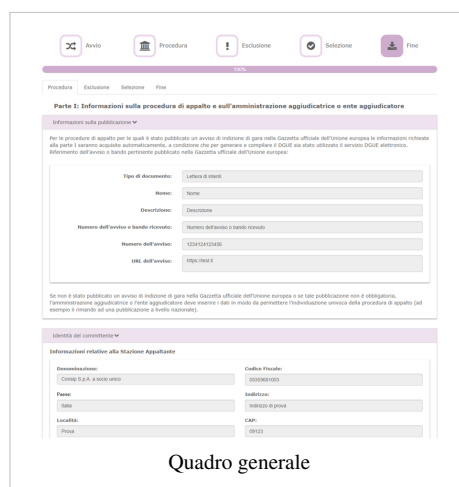 Avvio
Procedura
Esclusione
Selezione
Fine
100%
Procedura Esclusione Selezione Fine
Parte I: Informazioni sulla procedura di appalto e sull'amministrazione aggiudicatrice o ente aggiudicatore
Informazioni sulla pubblicazione
Per le procedure di appalto per le quali è stato pubblicato un avviso di indizione di gara nella Gazzetta ufficiale dell'Unione europea le informazioni richieste
alla parte I saranno acquisite automaticamente, a condizione che per generare e compilare il DGUE sia stato utilizzato il servizio DGUE elettronico.
Riferimento dell'avviso o bando pertinente pubblicato nella Gazzetta ufficiale dell'Unione europea:
Tipo di documento: Lettera di intenti
Nome: Nome
Descrizione: Descrizione
Numero dell'avviso o bando ricevuto: Numero dell'avviso o bando ricevuto
Numero dell'avviso: 1234124123456
URL dell'avviso: https://test.it
Se non è stato pubblicato un avviso di indizione di gara nella Gazzetta ufficiale dell'Unione europea o se tale pubblicazione non è obbligatoria,
l'amministrazione aggiudicatrice o l'ente aggiudicatore deve inserire i dati in modo da permettere l'individuazione univoca della procedura di appalto (ad
esempio il rimando ad una pubblicazione a livello nazionale).
Identità del committente
Informazioni relative alla Stazione Appaltante
Denominazione: Codice Fiscale:
Consip S.p.A. a socio unico 05359681003
Paese: Indirizzo:
Italia Indirizzo di prova
Località: CAP:
Prova 09123
Quadro generale